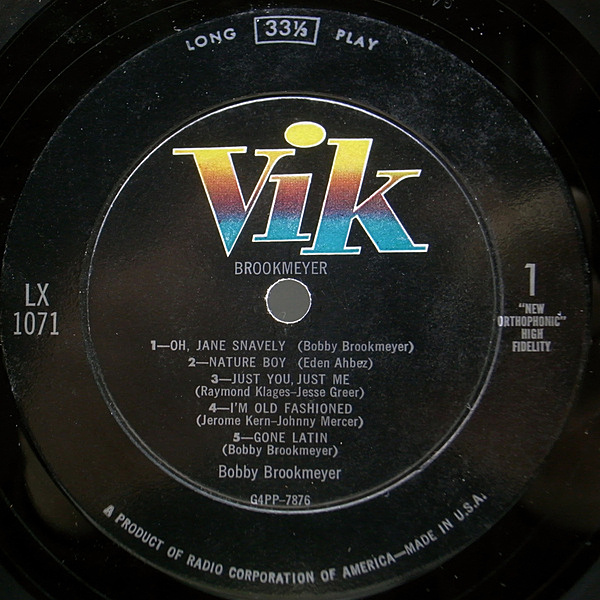 LONG 33⅓ PLAY
Vik
BROOKMEYER
LX
1071
1
"NEW
ORTHOPHONIC"
HIGH
FIDELITY
1—OH, JANE SNAVELY (Bobby Brookmeyer)
2—NATURE BOY (Eden Ahbez)
3—JUST YOU, JUST ME
(Raymond Klages–Jesse Greer)
4—I'M OLD FASHIONED
(Jerome Kern–Johnny Mercer)
5—GONE LATIN
(Bobby Brookmeyer)
Bobby Brookmeyer
G4PP-7876
A PRODUCT OF RADIO CORPORATION OF AMERICA—MADE IN U.S.A.